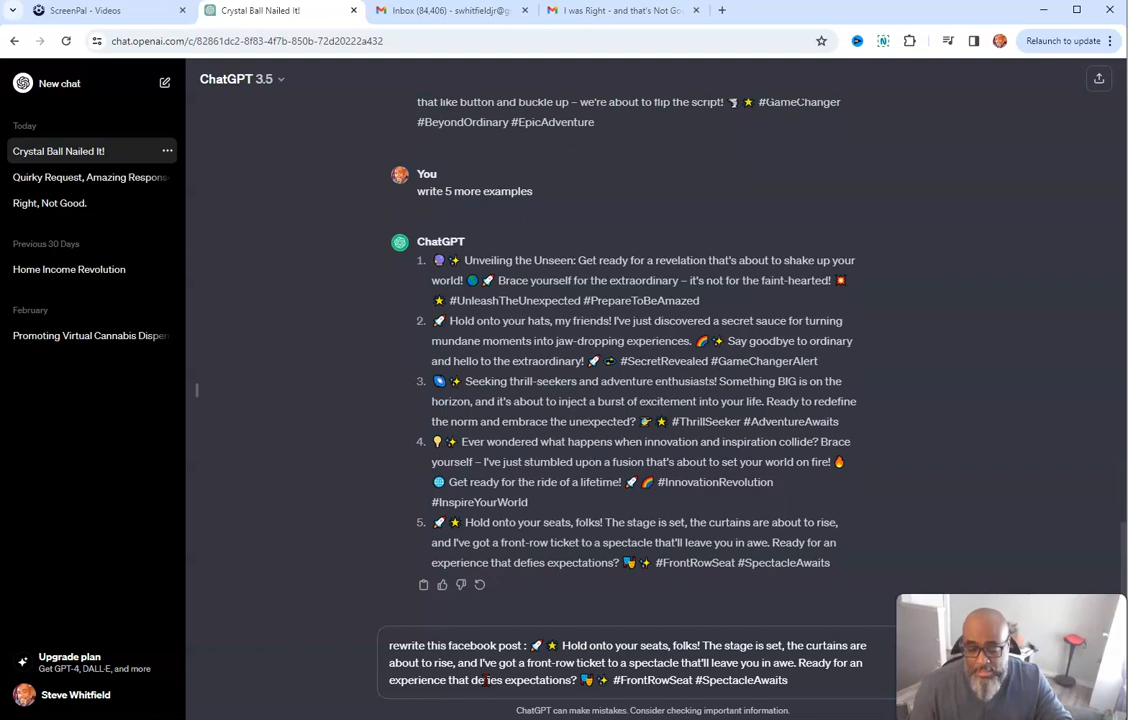 ScreenPal - Videos
Crystal Ball Nailed It!
Inbox (84,406) - swhitfieldjr@g
I was Right - and that's Not Go
chat.openai.com/c/82861dc2-8f83-4f7b-850b-72d20222a432
Relaunch to update
New chat
ChatGPT 3.5
Today
Crystal Ball Nailed It!
Quirky Request, Amazing Respons
Right, Not Good.
Previous 30 Days
Home Income Revolution
February
Promoting Virtual Cannabis Dispen
that like button and buckle up – we're about to flip the script! 🌪️ 🌟 #GameChanger
#BeyondOrdinary #EpicAdventure
You
write 5 more examples
ChatGPT
1. 🔮 ✨ Unveiling the Unseen: Get ready for a revelation that's about to shake up your
world! 🌍 🚀 Brace yourself for the extraordinary – it's not for the faint-hearted! 💥
🌟 #UnleashTheUnexpected #PrepareToBeAmazed
2. 🚀 Hold onto your hats, my friends! I've just discovered a secret sauce for turning
mundane moments into jaw-dropping experiences. 🌈 ✨ Say goodbye to ordinary
and hello to the extraordinary! 🚀 💫 #SecretRevealed #GameChangerAlert
3. 🌌 ✨ Seeking thrill-seekers and adventure enthusiasts! Something BIG is on the
horizon, and it's about to inject a burst of excitement into your life. Ready to redefine
the norm and embrace the unexpected? 🌟 #ThrillSeeker #AdventureAwaits
4. 💡 ✨ Ever wondered what happens when innovation and inspiration collide? Brace
yourself – I've just stumbled upon a fusion that's about to set your world on fire! 🔥
🌐 Get ready for the ride of a lifetime! 🚀 🌈 #InnovationRevolution
#InspireYourWorld
5. 🚀 🌟 Hold onto your seats, folks! The stage is set, the curtains are about to rise,
and I've got a front-row ticket to a spectacle that'll leave you in awe. Ready for an
experience that defies expectations? 🎭 ✨ #FrontRowSeat #SpectacleAwaits
rewrite this facebook post : 🚀 🌟 Hold onto your seats, folks! The stage is set, the curtains are
about to rise, and I've got a front-row ticket to a spectacle that'll leave you in awe. Ready for an
experience that defies expectations? 🎭 ✨ #FrontRowSeat #SpectacleAwaits
Upgrade plan
Get GPT-4, DALL·E, and more
Steve Whitfield
ChatGPT can make mistakes. Consider checking important information.